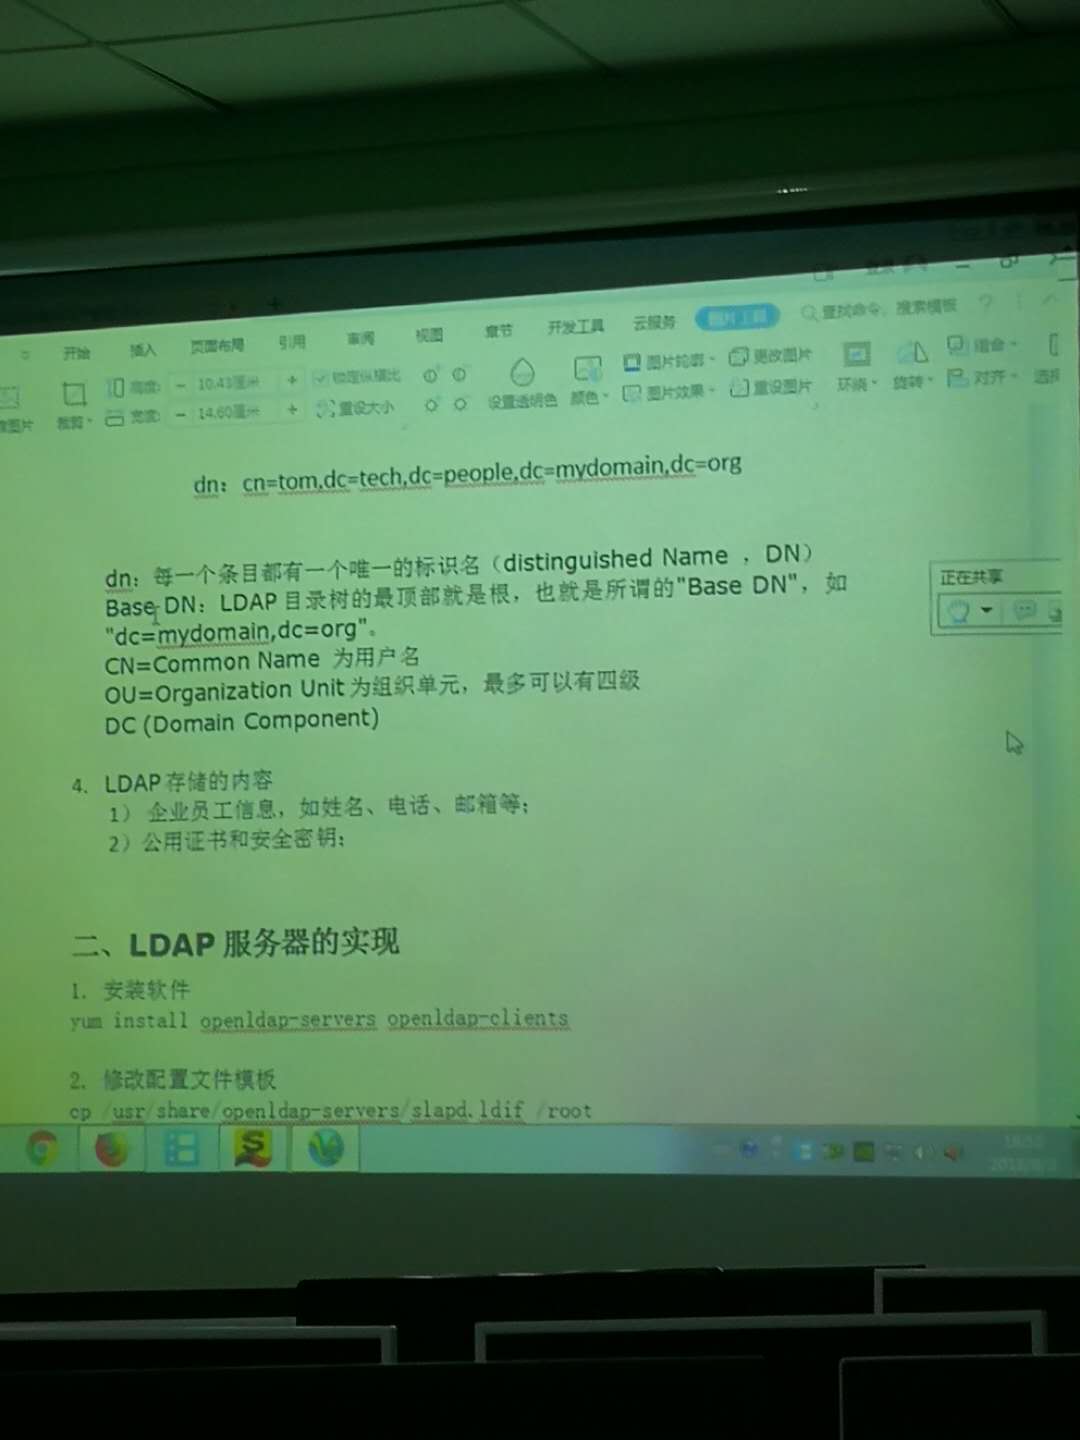 查找命令、搜索模板
开始 插入 页面布局 引用 审阅 视图 章节 开发工具 云服务 图片工具
高度: - 10.43厘米 + 锁定纵横比 图片轮廓 更改图片 组合
裁剪 宽度: - 14.60厘米 + 重设大小 设置透明色 颜色 图片效果 重设图片 环绕 旋转 对齐
dn：cn=tom,dc=tech,dc=people,dc=mydomain,dc=org
dn：每一个条目都有一个唯一的标识名（distinguished Name ，DN）
Base DN：LDAP 目录树的最顶部就是根，也就是所谓的"Base DN"，如
"dc=mydomain,dc=org"。
CN=Common Name 为用户名
OU=Organization Unit 为组织单元，最多可以有四级
DC (Domain Component)
正在共享
4. LDAP 存储的内容
1） 企业员工信息，如姓名、电话、邮箱等；
2）公用证书和安全密钥；
二、LDAP 服务器的实现
1. 安装软件
yum install openldap-servers openldap-clients
2. 修改配置文件模板
cp /usr/share/openldap-servers/slapd.ldif /root